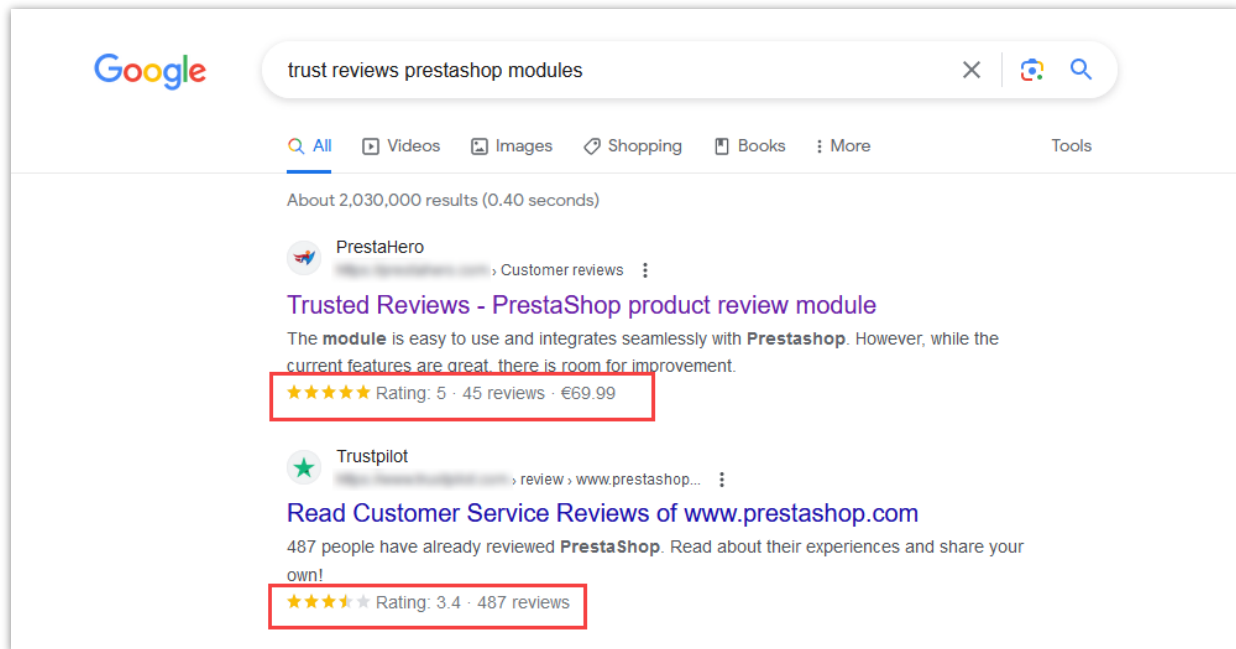 Google
trust reviews prestashop modules
All Videos Images Shopping Books More Tools
About 2,030,000 results (0.40 seconds)
PrestaHero
› Customer reviews
Trusted Reviews - PrestaShop product review module
The module is easy to use and integrates seamlessly with Prestashop. However, while the
current features are great, there is room for improvement.
Rating: 5 · 45 reviews · €69.99
Trustpilot
› review › www.prestashop...
Read Customer Service Reviews of www.prestashop.com
487 people have already reviewed PrestaShop. Read about their experiences and share your
own!
Rating: 3.4 · 487 reviews